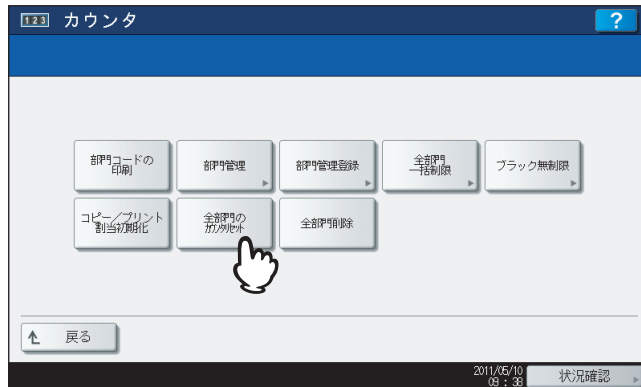 123 カウンタ ?
部門コードの
印刷
部門管理
部門管理登録
全部門
一括制限
ブラック無制限
コピー/プリント
割当初期化
全部門の
カウンタリセット
全部門削除
戻る
2011/05/10
09 : 38
状況確認